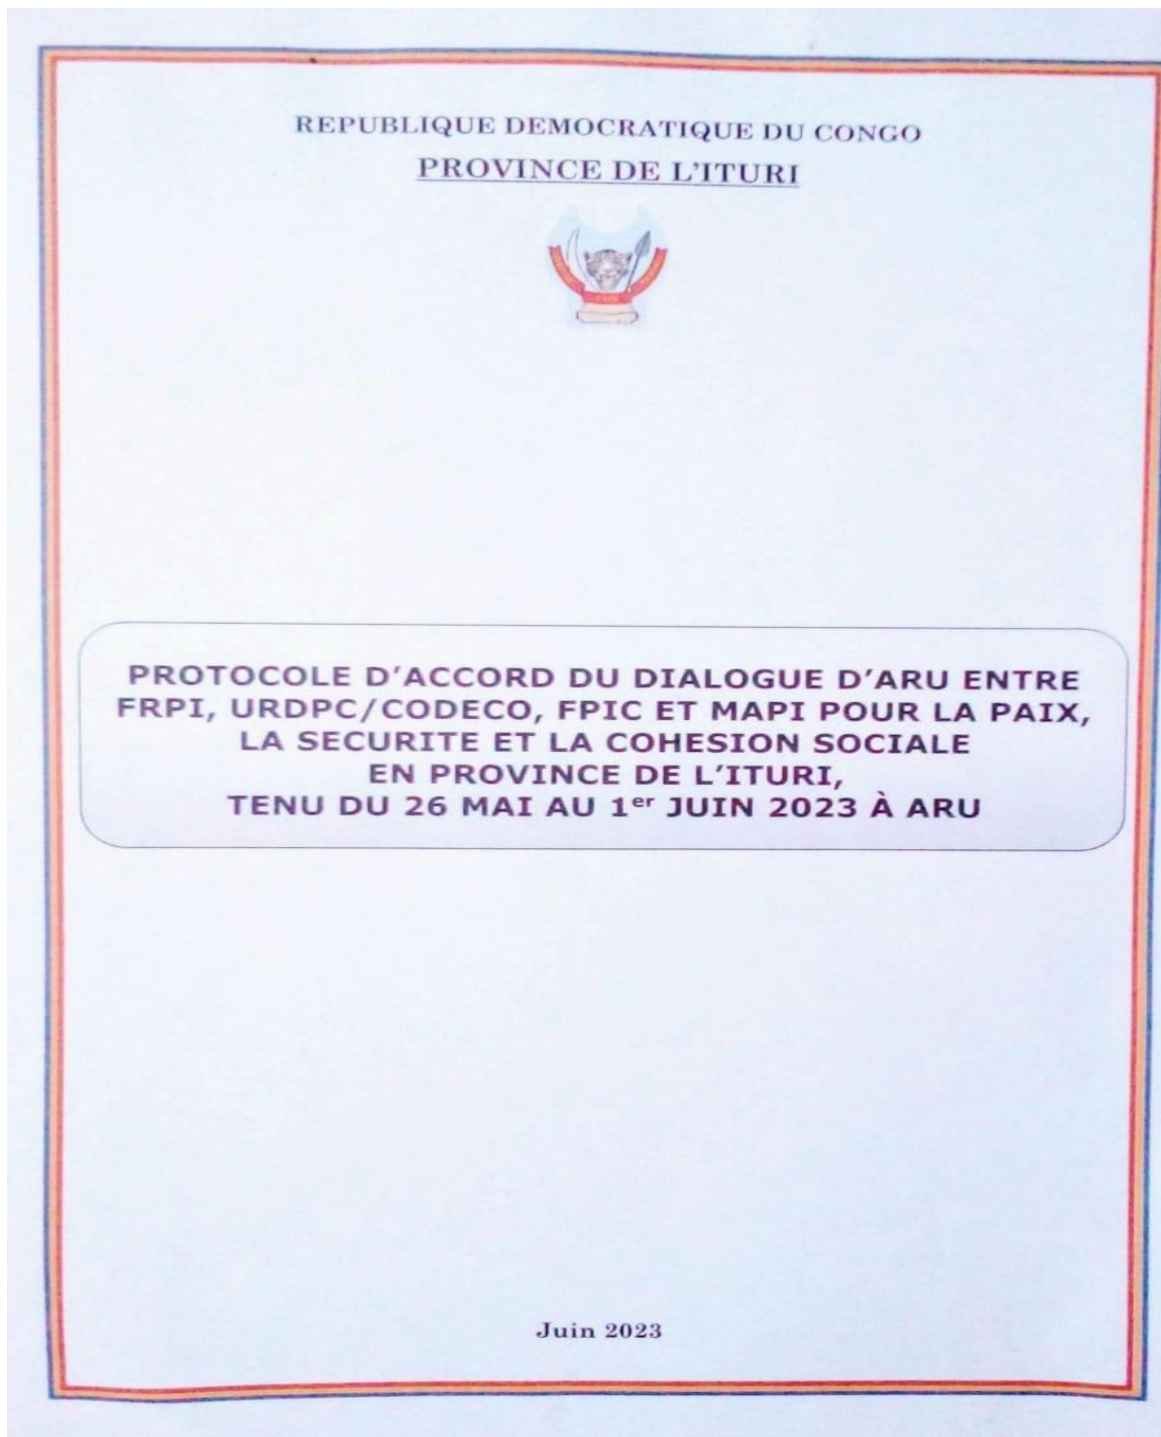 REPUBLIQUE DEMOCRATIQUE DU CONGO
PROVINCE DE L'ITURI
PROTOCOLE D'ACCORD DU DIALOGUE D'ARU ENTRE
FRPI, URDPC/CODECO, FPIC ET MAPI POUR LA PAIX,
LA SECURITE ET LA COHESION SOCIALE
EN PROVINCE DE L'ITURI,
TENU DU 26 MAI AU 1er JUIN 2023 À ARU
Juin 2023